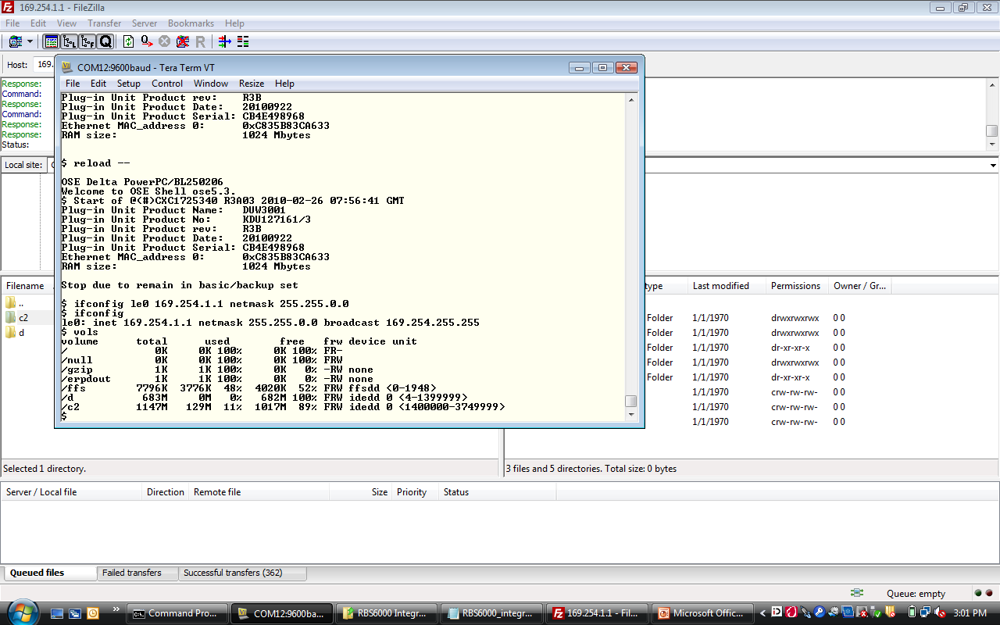 169.254.1.1 - FileZilla
File Edit View Transfer Server Bookmarks Help
Host: 169.
Response:
Command:
Response:
Command:
Response:
Response:
Status:
Local site:
COM12:9600baud - Tera Term VT
File Edit Setup Control Window Resize Help
Plug-in Unit Product rev: R3B
Plug-in Unit Product Date: 20100922
Plug-in Unit Product Serial: CB4E498968
Ethernet MAC_address 0: 0xC835B83CA633
RAM size: 1024 Mbytes
$ reload --
OSE Delta PowerPC/BL250206
Welcome to OSE Shell ose5.3.
$ Start of @(#)CXC1725340 R3A03 2010-02-26 07:56:41 GMT
Plug-in Unit Product Name: DUW3001
Plug-in Unit Product No: KDU127161/3
Plug-in Unit Product rev: R3B
Plug-in Unit Product Date: 20100922
Plug-in Unit Product Serial: CB4E498968
Ethernet MAC_address 0: 0xC835B83CA633
RAM size: 1024 Mbytes
Stop due to remain in basic/backup set
$ ifconfig le0 169.254.1.1 netmask 255.255.0.0
$ ifconfig
le0: inet 169.254.1.1 netmask 255.255.0.0 broadcast 169.254.255.255
$ vols
volume total used free frw device unit
/ 0K 0K 100% 0K 100% FR-
/null 0K 0K 100% 0K 100% FRW
/gzip 1K 1K 100% 0K 0% -RW none
/erpdout 1K 1K 100% 0K 0% -RW none
/ffs 7796K 3776K 48% 4020K 52% FRW ffsdd <0-1948>
/d 683M 0M 0% 682M 100% FRW idedd 0 <4-1399999>
/c2 1147M 129M 11% 1017M 89% FRW idedd 0 <1400000-3749999>
$
Filename
..
c2
d
type Last modified Permissions Owner / Gr...
Folder 1/1/1970 drwxrwxrwx 0 0
Folder 1/1/1970 drwxrwxrwx 0 0
Folder 1/1/1970 dr-xr-xr-x 0 0
Folder 1/1/1970 drwxrwxrwx 0 0
Folder 1/1/1970 dr-xr-xr-x 0 0
1/1/1970 crw-rw-rw- 0 0
1/1/1970 crw-rw-rw- 0 0
1/1/1970 crw-rw-rw- 0 0
Selected 1 directory.
3 files and 5 directories. Total size: 0 bytes
Server / Local file Direction Remote file Size Priority Status
Queued files Failed transfers Successful transfers (362)
Queue: empty
Command Pro... COM12:9600ba... RBS6000 Integr... RBS6000_integr... 169.254.1.1 - Fil... Microsoft Offic... 3:01 PM